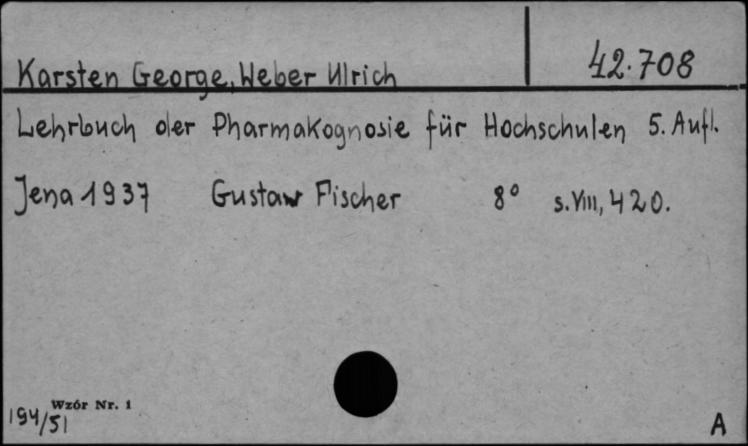 Karsten George, Weber Ulrich 42.708
Lehrbuch der Pharmakognosie für Hochschulen 5. Aufl.
Jena 1937 Gustaw Fischer 8° s. VIII, 420.
Wzór Nr. 1
194/51 A